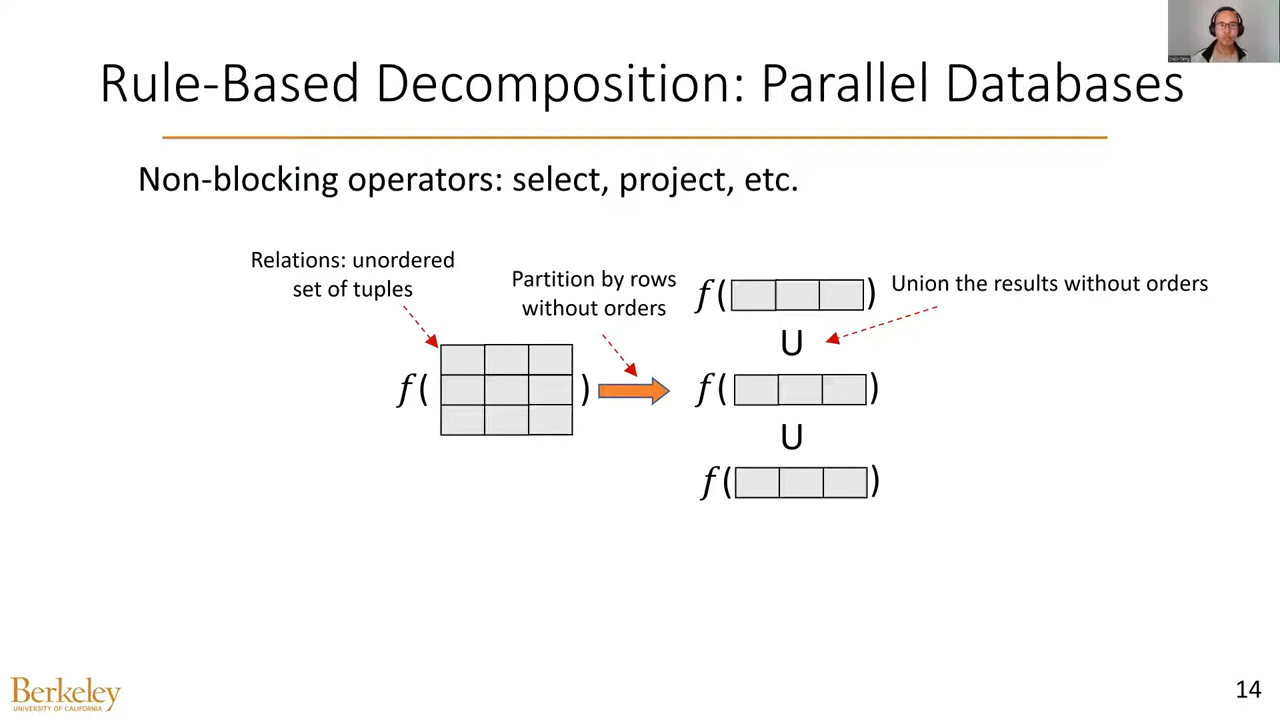 Rule-Based Decomposition: Parallel Databases
Non-blocking operators: select, project, etc.
Relations: unordered
set of tuples
Partition by rows
without orders
Union the results without orders
f( )
f( )
U
f( )
U
f( )
Berkeley
UNIVERSITY OF CALIFORNIA
14